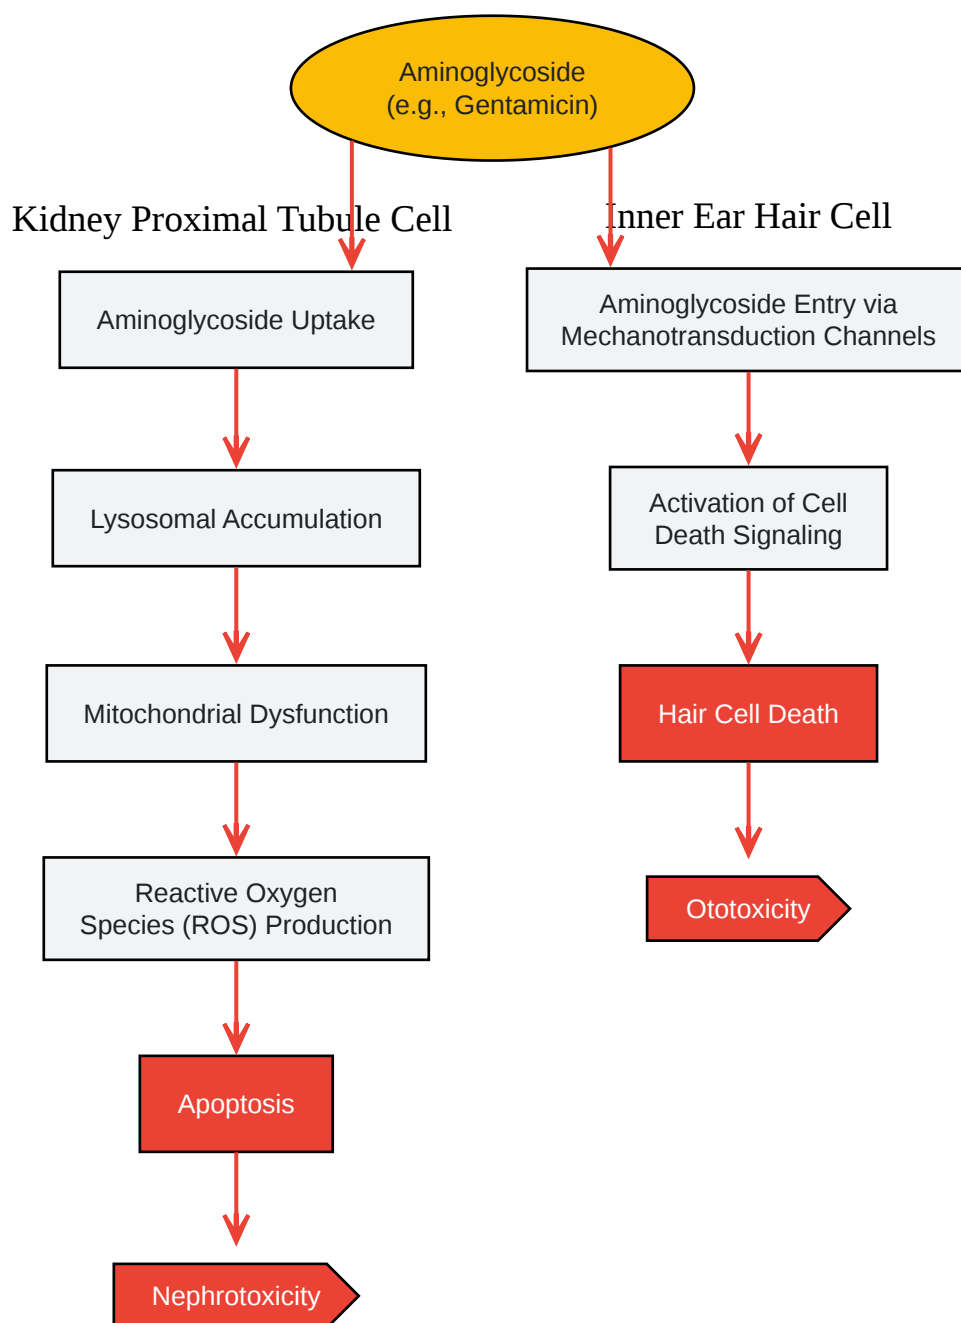 Aminoglycoside
(e.g., Gentamicin)
Kidney Proximal Tubule Cell
Aminoglycoside Uptake
Lysosomal Accumulation
Mitochondrial Dysfunction
Reactive Oxygen
Species (ROS) Production
Apoptosis
Nephrotoxicity
Inner Ear Hair Cell
Aminoglycoside Entry via
Mechanotransduction Channels
Activation of Cell
Death Signaling
Hair Cell Death
Ototoxicity